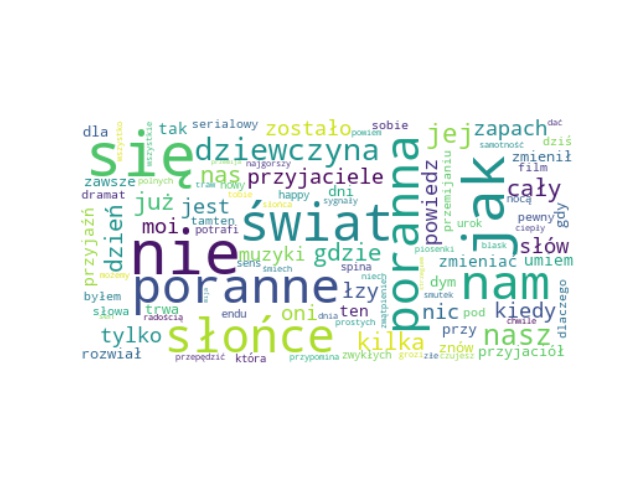 dla
wszystko
wszystkie
tak
serialowy
zostało
powiem
sobie
jej
zapach
dać
samotność
dziś
się
dziewczyna
poranna
jak
zmienił
film
nas
najgorszy
przyjaciele
powiedz
przemijaniu
cały
zawsze
polnych
tram
nowy
dramat
tobie
happy
sygnały
dni
nocą
już
jest
słońca
urok
pewny
gdy
przyjaźń
dzień
moi
tamten
potrafi
świat
piosenki
ciepły
nie
muzyki
gdzie
blask
słów
sens
śmiech
spina
zmieniać
umiem
możemy
poranne
łzy
niech
zwątpienie
dym
smutek
nam
byłem
słowa
trwa
radością
endu
oni
dnia
ten
prostych
nic
przy
pod
kiedy
chwile
dlaczego
tylko
słońce
kilka
znów
nasz
rozwiał
przepędzić
która
przypomina
zwykłych
grozi
złe
czujesz
przyjaciół